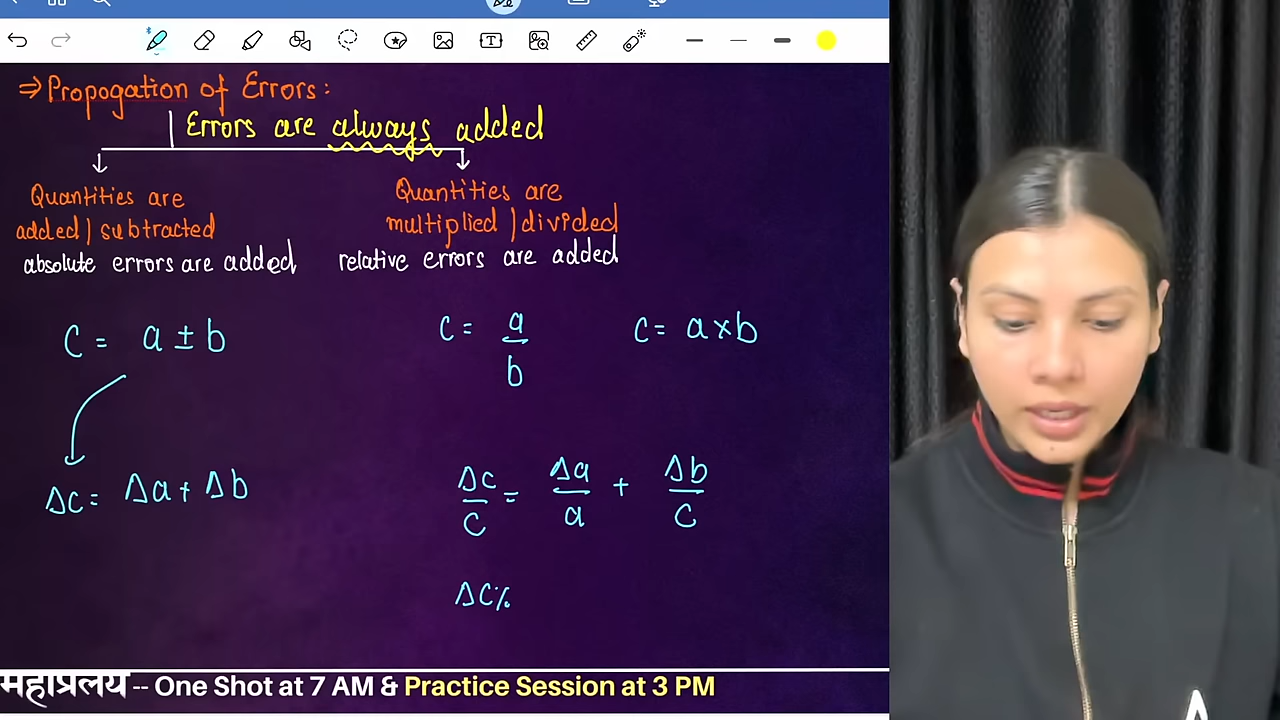 ⇒ Propogation of Errors:
Errors are always added
Quantities are
added | subtracted
absolute errors are added
Quantities are
multiplied | divided
relative errors are added
C = a ± b
C = a/b
C = a×b
ΔC = Δa + Δb
ΔC/C = Δa/a + Δb/C
ΔC%
महाप्रलय -- One Shot at 7 AM & Practice Session at 3 PM